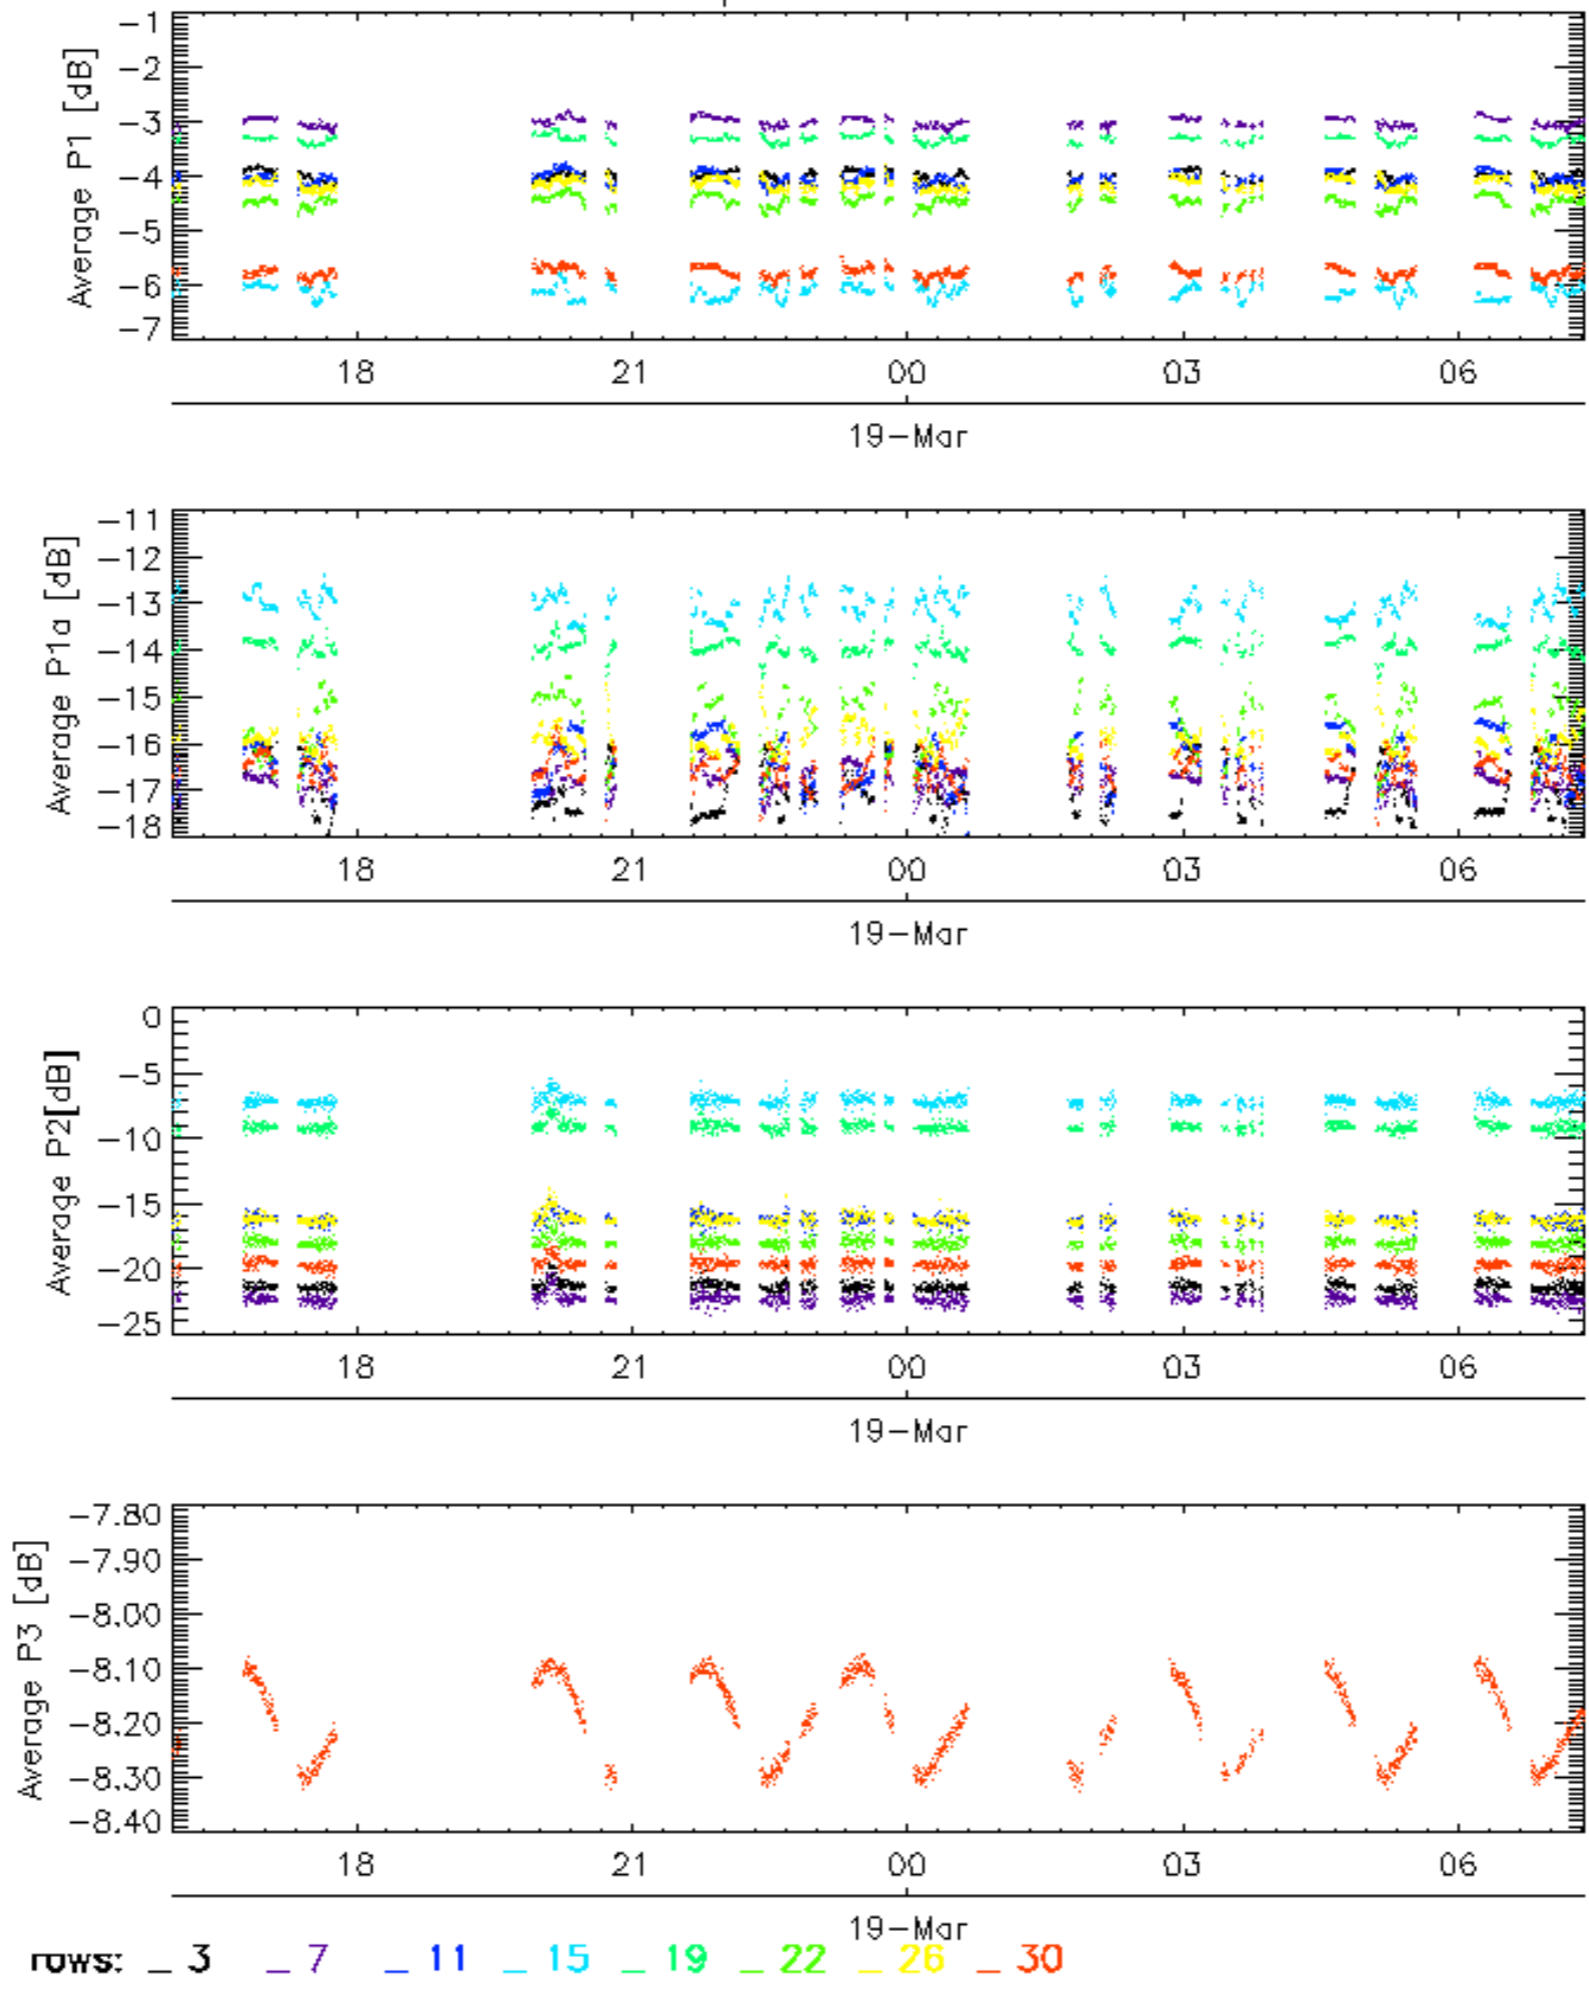 Average P1 [dB]
-1
-2
-3
-4
-5
-6
-7
18 21 00 03 06
19-Mar
Average P1a [dB]
-11
-12
-13
-14
-15
-16
-17
-18
18 21 00 03 06
19-Mar
Average P2[dB]
0
-5
-10
-15
-20
-25
18 21 00 03 06
19-Mar
Average P3 [dB]
-7.80
-7.90
-8.00
-8.10
-8.20
-8.30
-8.40
18 21 00 03 06
19-Mar
rows: _ 3 _ 7 _ 11 _ 15 _ 19 _ 22 _ 26 _ 30